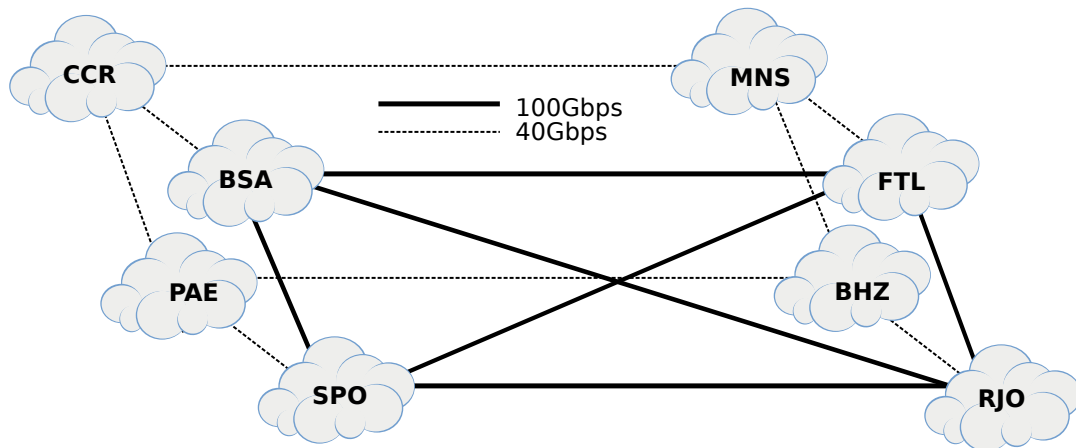 CCR
MNS
100Gbps
40Gbps
BSA
FTL
PAE
BHZ
SPO
RJO